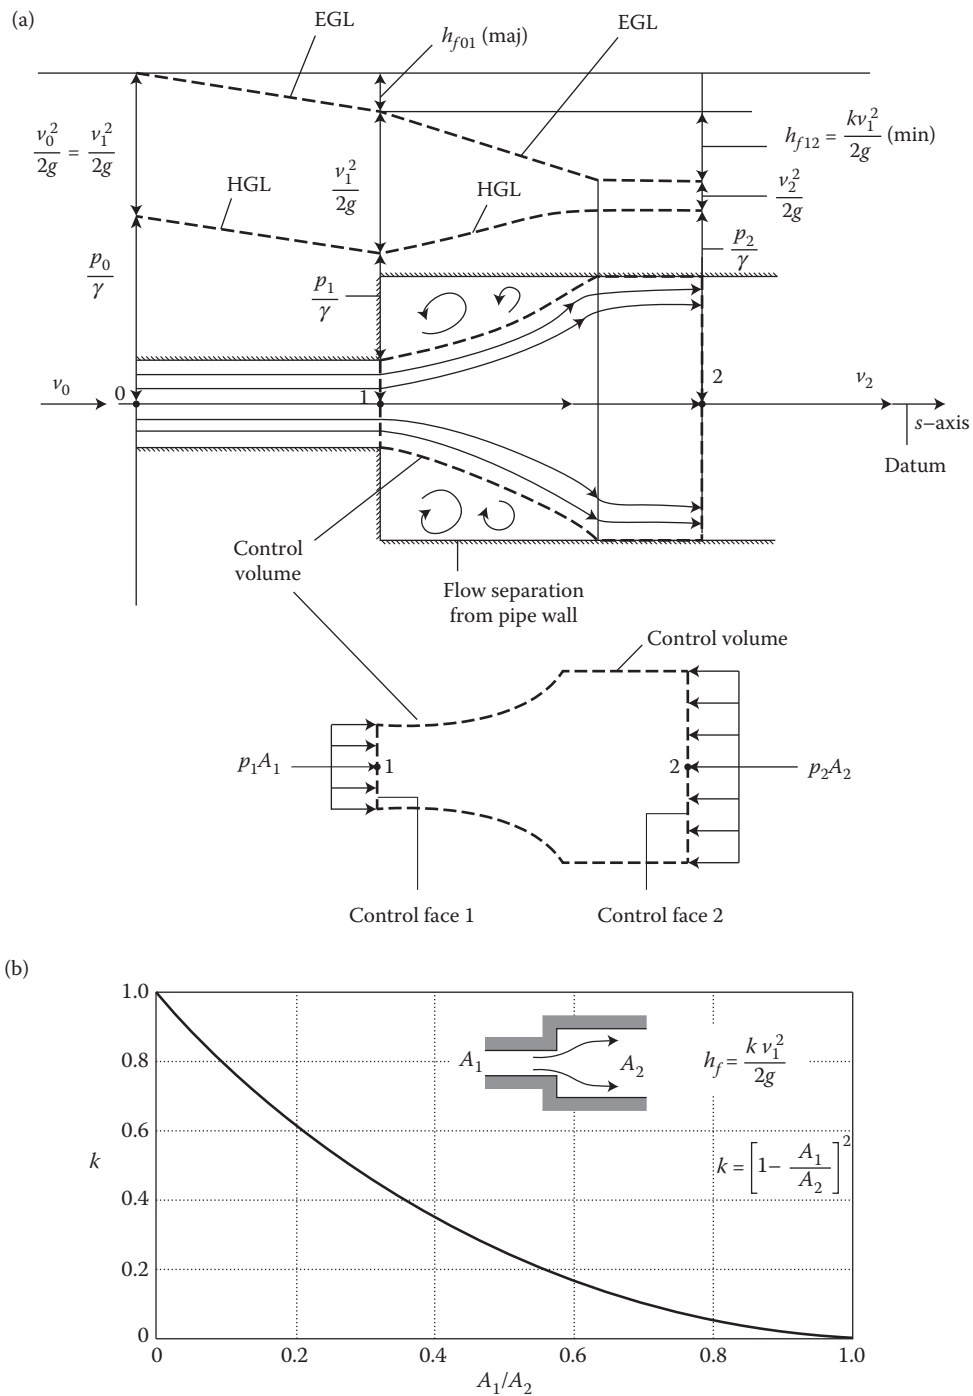 (a)
EGL
h_f01 (maj)
EGL
v_0^2/2g = v_1^2/2g
v_1^2/2g
h_f12 = kv_1^2/2g (min)
v_2^2/2g
HGL
HGL
p_0/γ
p_1/γ
p_2/γ
v_0
0
1
2
v_2
s–axis
Datum
Control
volume
Flow separation
from pipe wall
Control volume
p_1A_1
1
2
p_2A_2
Control face 1
Control face 2
(b)
1.0
0.8
0.6
0.4
0.2
0
k
A_1
A_2
h_f = k v_1^2/2g
k = [1– A_1/A_2]^2
0
0.2
0.4
0.6
0.8
1.0
A_1/A_2